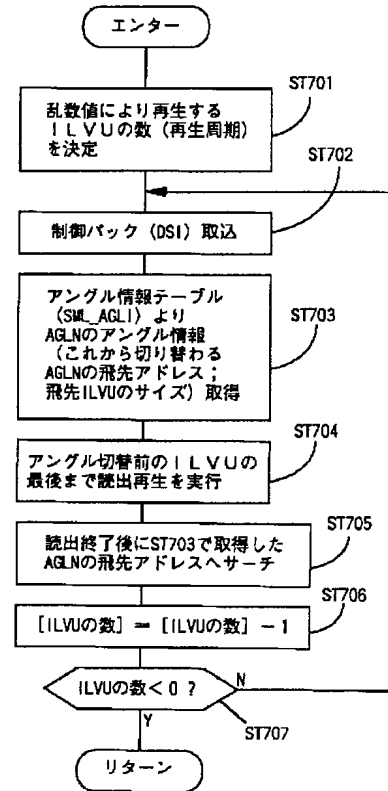 エンター
ST701
乱数値により再生する
ILVUの数(再生周期)
を決定
ST702
制御パック(DSI)取込
アングル情報テーブル
(SML_AGLI)より
AGLNのアングル情報
(これから切り替わる
AGLNの飛先アドレス;
飛先ILVUのサイズ)取得
ST703
ST704
アングル切替前のILVUの
最後まで読出再生を実行
ST705
読出終了後にST703で取得した
AGLNの飛先アドレスへサーチ
ST706
[ILVUの数]=[ILVUの数]-1
ILVUの数<0 ?
N
Y
ST707
リターン